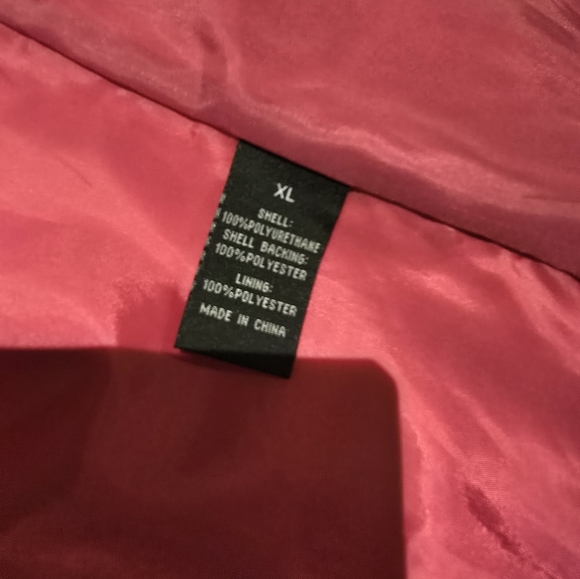 XL
SHELL:
100%POLYURETHANE
SHELL BACKING:
100%POLYESTER
LINING:
100%POLYESTER
MADE IN CHINA